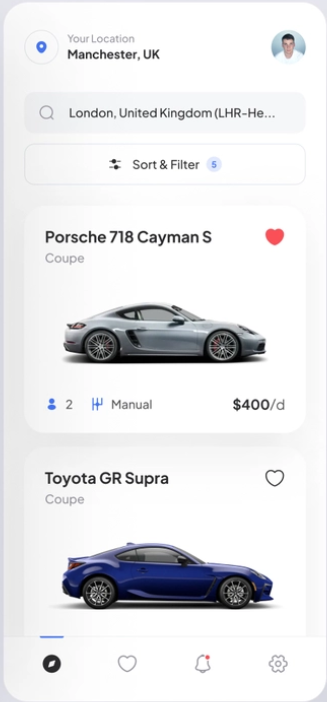 Your Location
Manchester, UK
London, United Kingdom (LHR-He...
Sort & Filter 5
Porsche 718 Cayman S
Coupe
2 Manual $400/d
Toyota GR Supra
Coupe